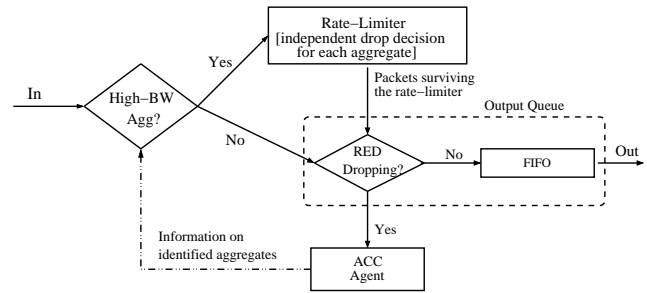 Rate−Limiter
[independent drop decision
for each aggregate]
Yes
Packets surviving
the rate−limiter
In
High−BW
Agg?
Output Queue
No
RED
Dropping?
No
FIFO
Out
Yes
Information on
identified aggregates
ACC
Agent